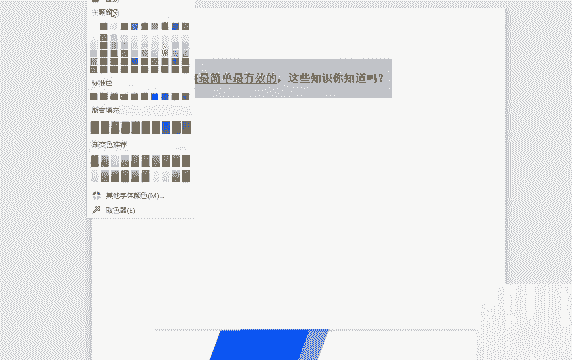 主题颜色
最简单最有效的，这些知识你知道吗？
标准色
渐变填充
渐变色推荐
其他字体颜色(M)...
取色器(E)